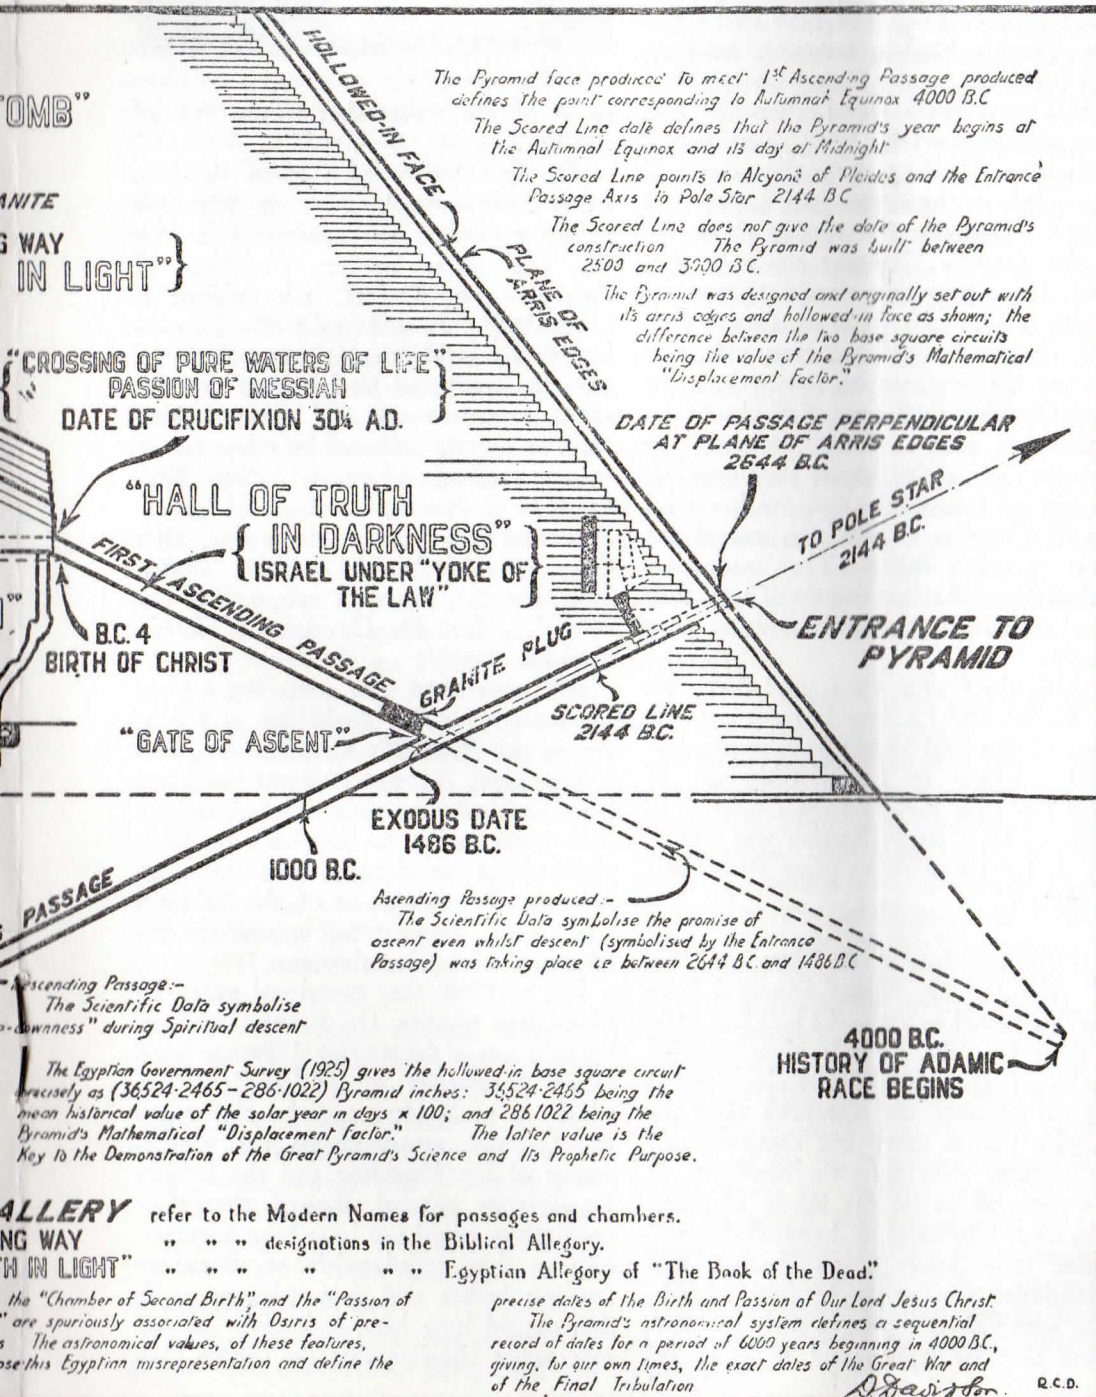 OMB"
ANITE
G WAY
IN LIGHT"
HOLLOWED-IN FACE
PLANE OF
ARRIS EDGES
The Pyramid face produced to meet 1st Ascending Passage produced
defines the point corresponding to Autumnal Equinox 4000 B.C
The Scored Line date defines that the Pyramid's year begins at
the Autumnal Equinox and its day at Midnight
The Scored Line points to Alcyone of Pleides and the Entrance
Passage Axis to Pole Star 2144 BC
The Scored Line does not give the date of the Pyramid's
construction The Pyramid was built between
2500 and 3000 B.C.
The Pyramid was designed and originally set out with
its arris edges and hollowed-in face as shown; the
difference between the two base square circuits
being the value of the Pyramid's Mathematical
"Displacement Factor."
"CROSSING OF PURE WATERS OF LIFE"
PASSION OF MESSIAH
DATE OF CRUCIFIXION 30¼ A.D.
DATE OF PASSAGE PERPENDICULAR
AT PLANE OF ARRIS EDGES
2644 B.C.
TO POLE STAR
2144 B.C.
"HALL OF TRUTH
IN DARKNESS"
ISRAEL UNDER "YOKE OF
THE LAW"
FIRST ASCENDING PASSAGE
B.C. 4
BIRTH OF CHRIST
GRANITE PLUG
ENTRANCE TO
PYRAMID
SCORED LINE
2144 B.C.
"GATE OF ASCENT."
EXODUS DATE
1486 B.C.
1000 B.C.
PASSAGE
Ascending Passage produced:-
The Scientific Data symbolise the promise of
ascent even whilst descent (symbolised by the Entrance
Passage) was taking place i.e between 2644 BC. and 1486 BC
Descending Passage:-
The Scientific Data symbolise
downness" during Spiritual descent
4000 B.C.
HISTORY OF ADAMIC
RACE BEGINS
The Egyptian Government Survey (1925) gives the hollowed-in base square circuit
precisely as (36,524·2465-286·1022) Pyramid inches: 36,524·2465 being the
mean historical value of the solar year in days x 100; and 286·1022 being the
Pyramid's Mathematical "Displacement Factor." The latter value is the
Key to the Demonstration of the Great Pyramid's Science and Its Prophetic Purpose.
ALLERY refer to the Modern Names for passages and chambers.
NG WAY " " " designations in the Biblical Allegory.
TH IN LIGHT" " " " " " " Egyptian Allegory of "The Book of the Dead."
the "Chamber of Second Birth", and the "Passion of
" are spuriously associated with Osiris of pre-
s The astronomical values, of these features,
ose this Egyptian misrepresentation and define the
precise dates of the Birth and Passion of Our Lord Jesus Christ.
The Pyramid's astronomical system defines a sequential
record of dates for a period of 6000 years beginning in 4000 B.C.,
giving, for our own times, the exact dates of the Great War and
of the Final Tribulation
D. Davidson.
R.C.D.